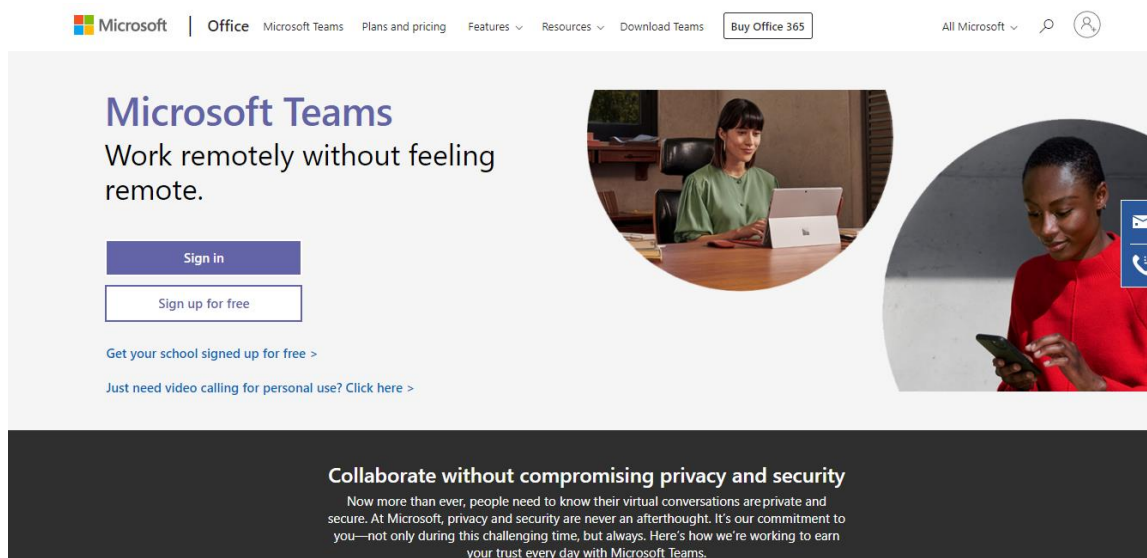 Microsoft | Office Microsoft Teams Plans and pricing Features Resources Download Teams Buy Office 365 All Microsoft
Microsoft Teams
Work remotely without feeling
remote.
Sign in
Sign up for free
Get your school signed up for free >
Just need video calling for personal use? Click here >
Collaborate without compromising privacy and security
Now more than ever, people need to know their virtual conversations are private and
secure. At Microsoft, privacy and security are never an afterthought. It's our commitment to
you—not only during this challenging time, but always. Here's how we're working to earn
your trust every day with Microsoft Teams.